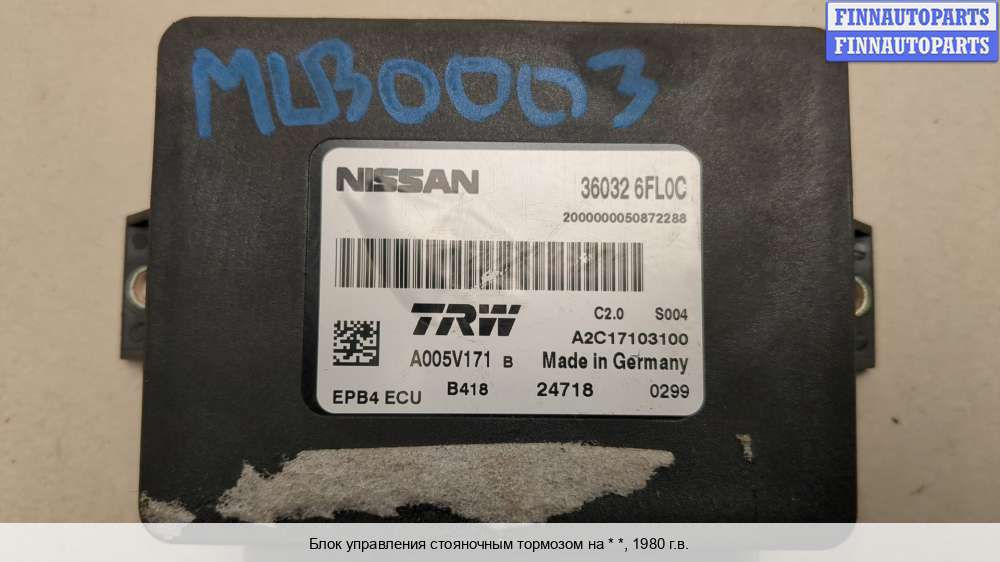 FINNAUTOPARTS
FINNAUTOPARTS
MUB0003
NISSAN
36032 6FL0C
2000000050872288
TRW
C2.0 S004
A2C17103100
A005V171 B Made in Germany
EPB4 ECU B418 24718 0299
Блок управления стояночным тормозом на * *, 1980 г.в.